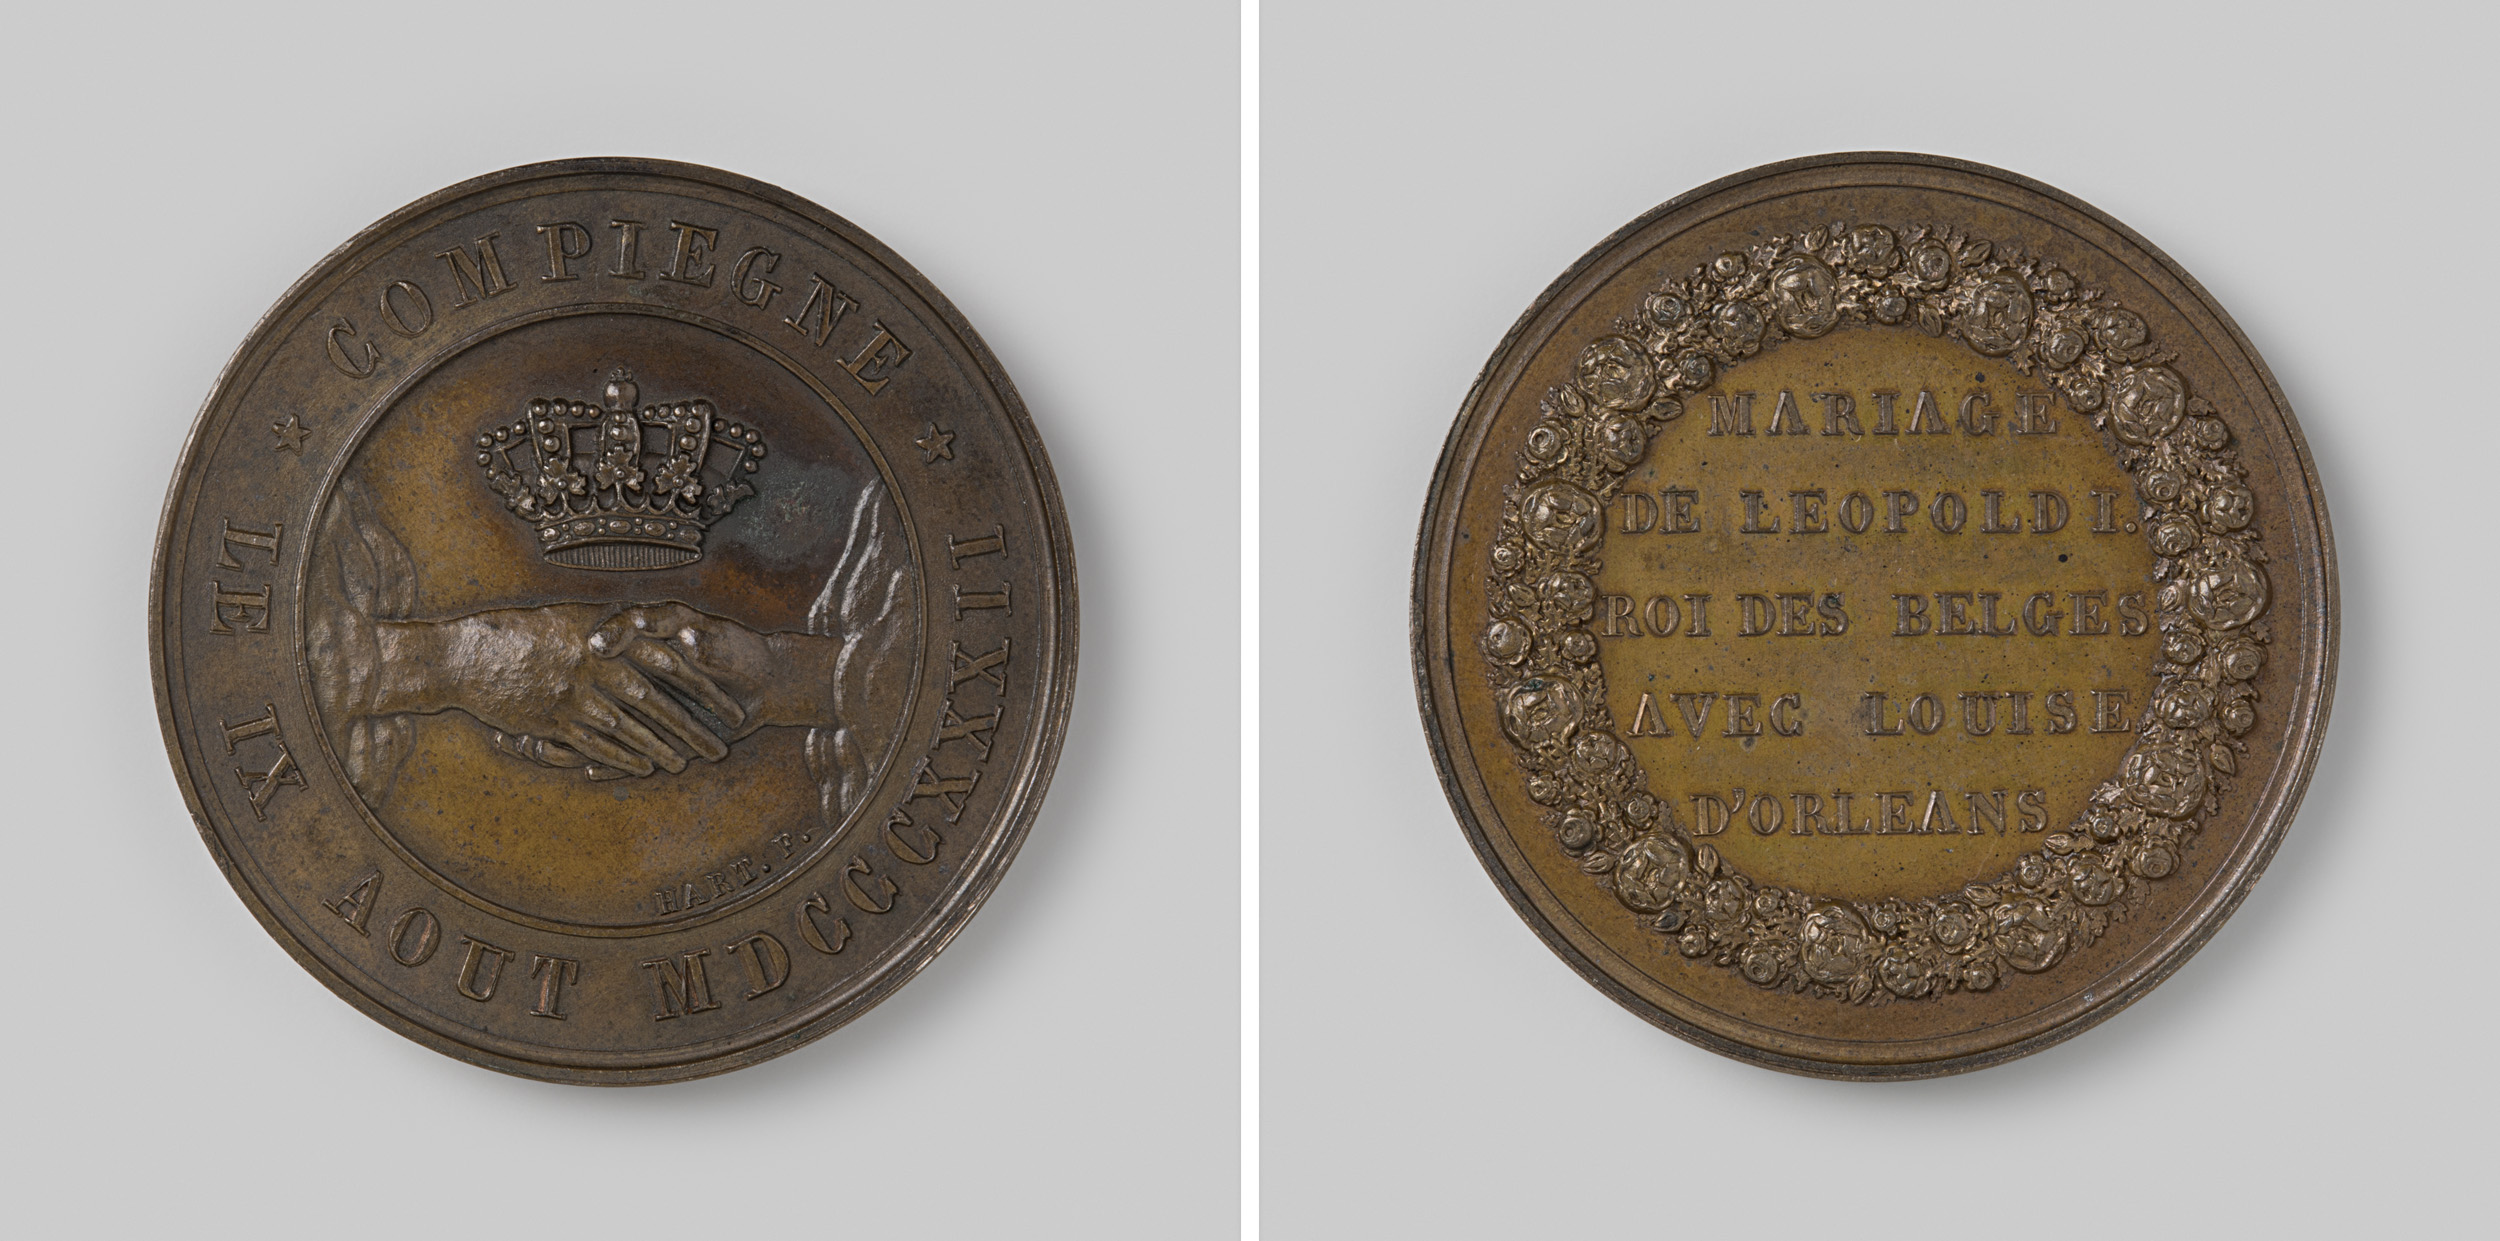 COMPIEGNE
LE IX AOUT MDCCCXXXII
HART. F.
MARIAGE
DE LEOPOLD I.
ROI DES BELGES
AVEC LOUISE
D'ORLEANS